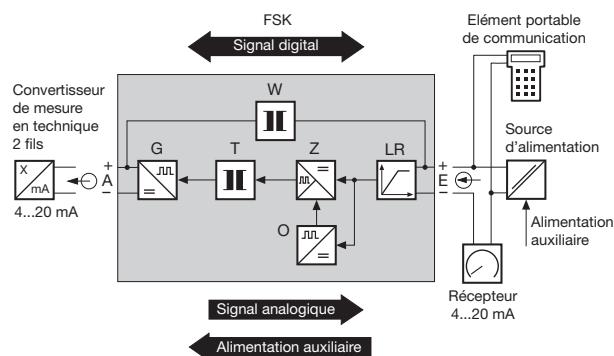 FSK
Signal digital
Elément portable
de communication
Convertisseur
de mesure
en technique
2 fils
W
G
T
Z
LR
Source
d'alimentation
X
mA
+
A
–
+
E
–
4...20 mA
O
Alimentation
auxiliaire
Récepteur
4...20 mA
Signal analogique
Alimentation auxiliaire